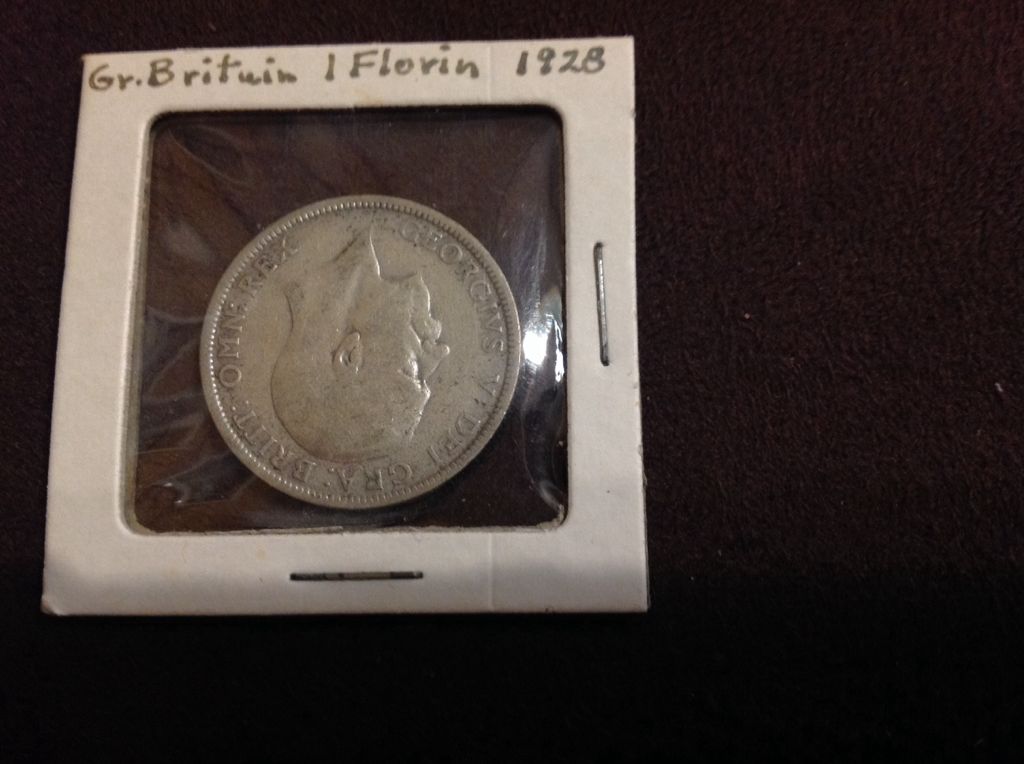 Gr. Britain 1 Florin 1928
GEORGIVS V DEI GRA: BRITT: OMN: REX